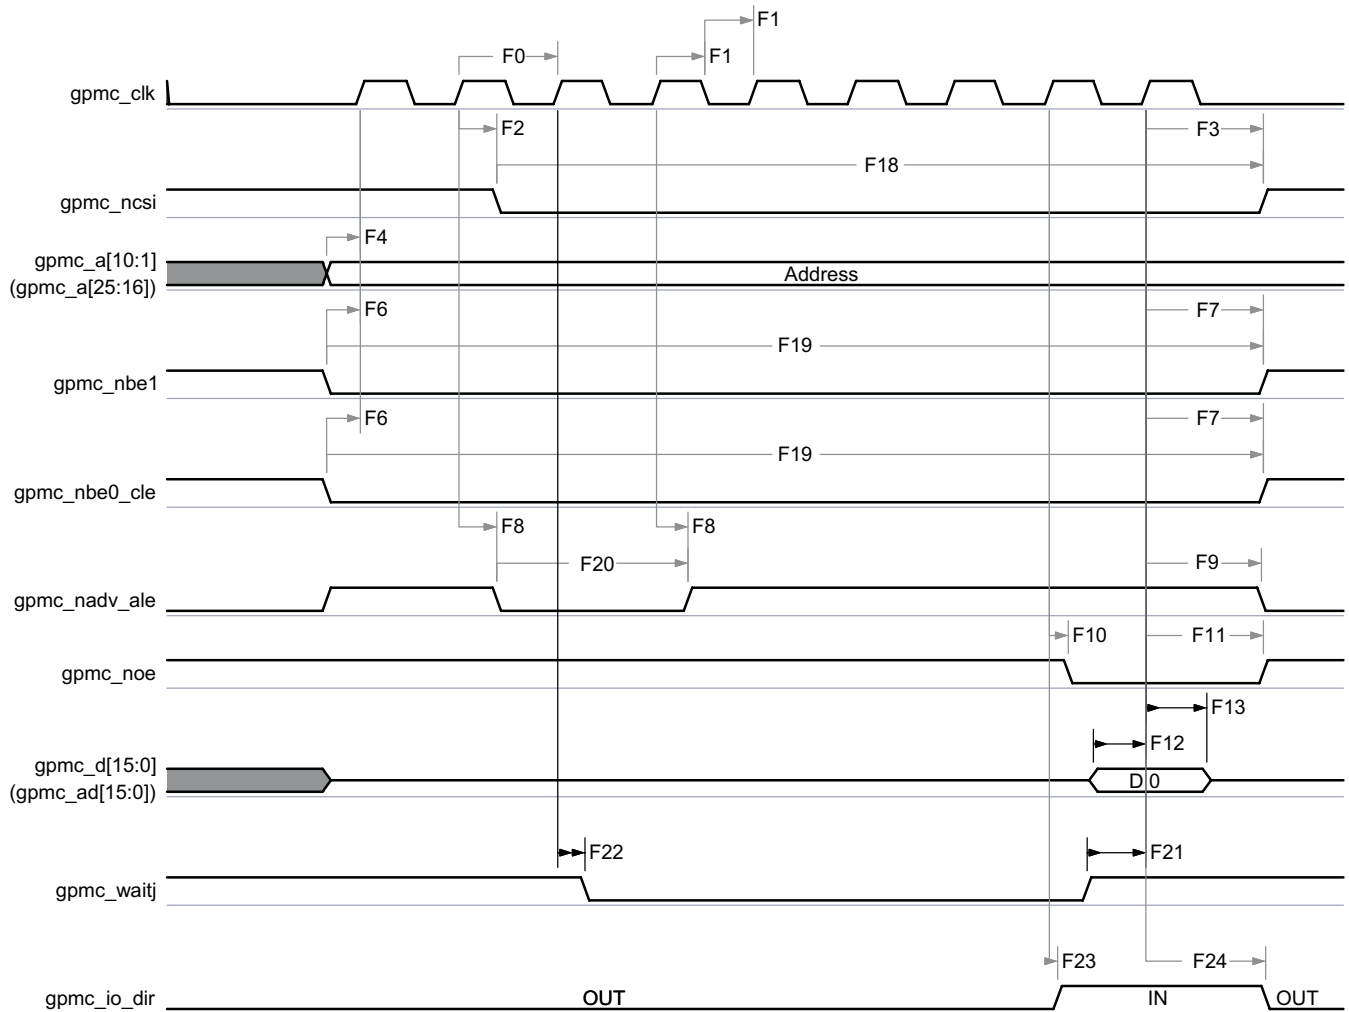 F1
F0
F1
gpmc_clk
F2
F3
F18
gpmc_ncsi
F4
gpmc_a[10:1]
(gpmc_a[25:16])
Address
F6
F7
F19
gpmc_nbe1
F6
F7
F19
gpmc_nbe0_cle
F8
F8
F20
F9
gpmc_nadv_ale
F10
F11
gpmc_noe
F13
F12
gpmc_d[15:0]
(gpmc_ad[15:0])
D 0
F22
F21
gpmc_waitj
F23
F24
gpmc_io_dir
OUT
IN
OUT